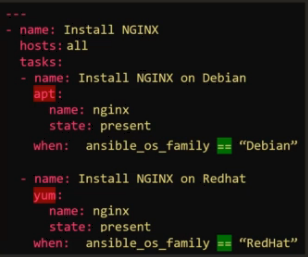 ---
- name: Install NGINX
hosts: all
tasks:
- name: Install NGINX on Debian
apt:
name: nginx
state: present
when: ansible_os_family == “Debian”
- name: Install NGINX on Redhat
yum:
name: nginx
state: present
when: ansible_os_family == “RedHat”